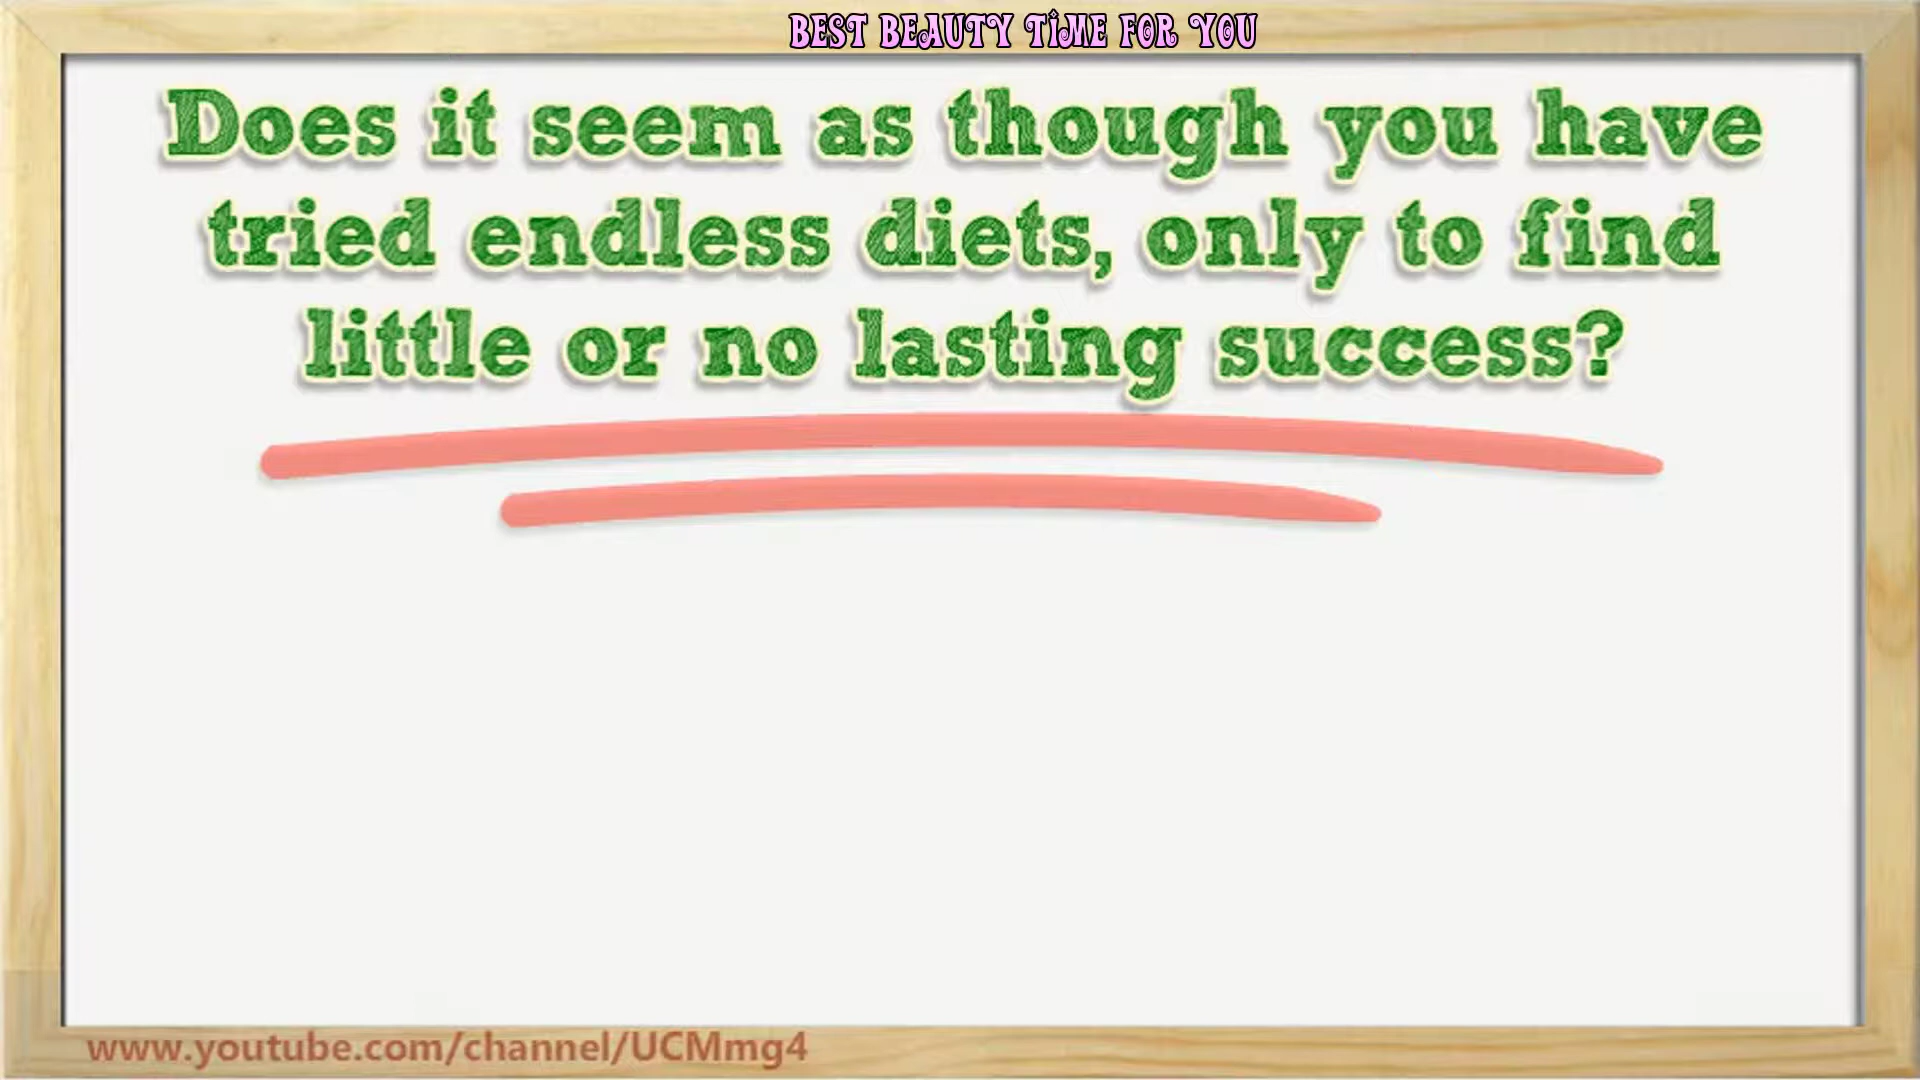 BEST BEAUTY TIME FOR YOU
Does it seem as though you have
tried endless diets, only to find
little or no lasting success?
www.youtube.com/channel/UCMmg4